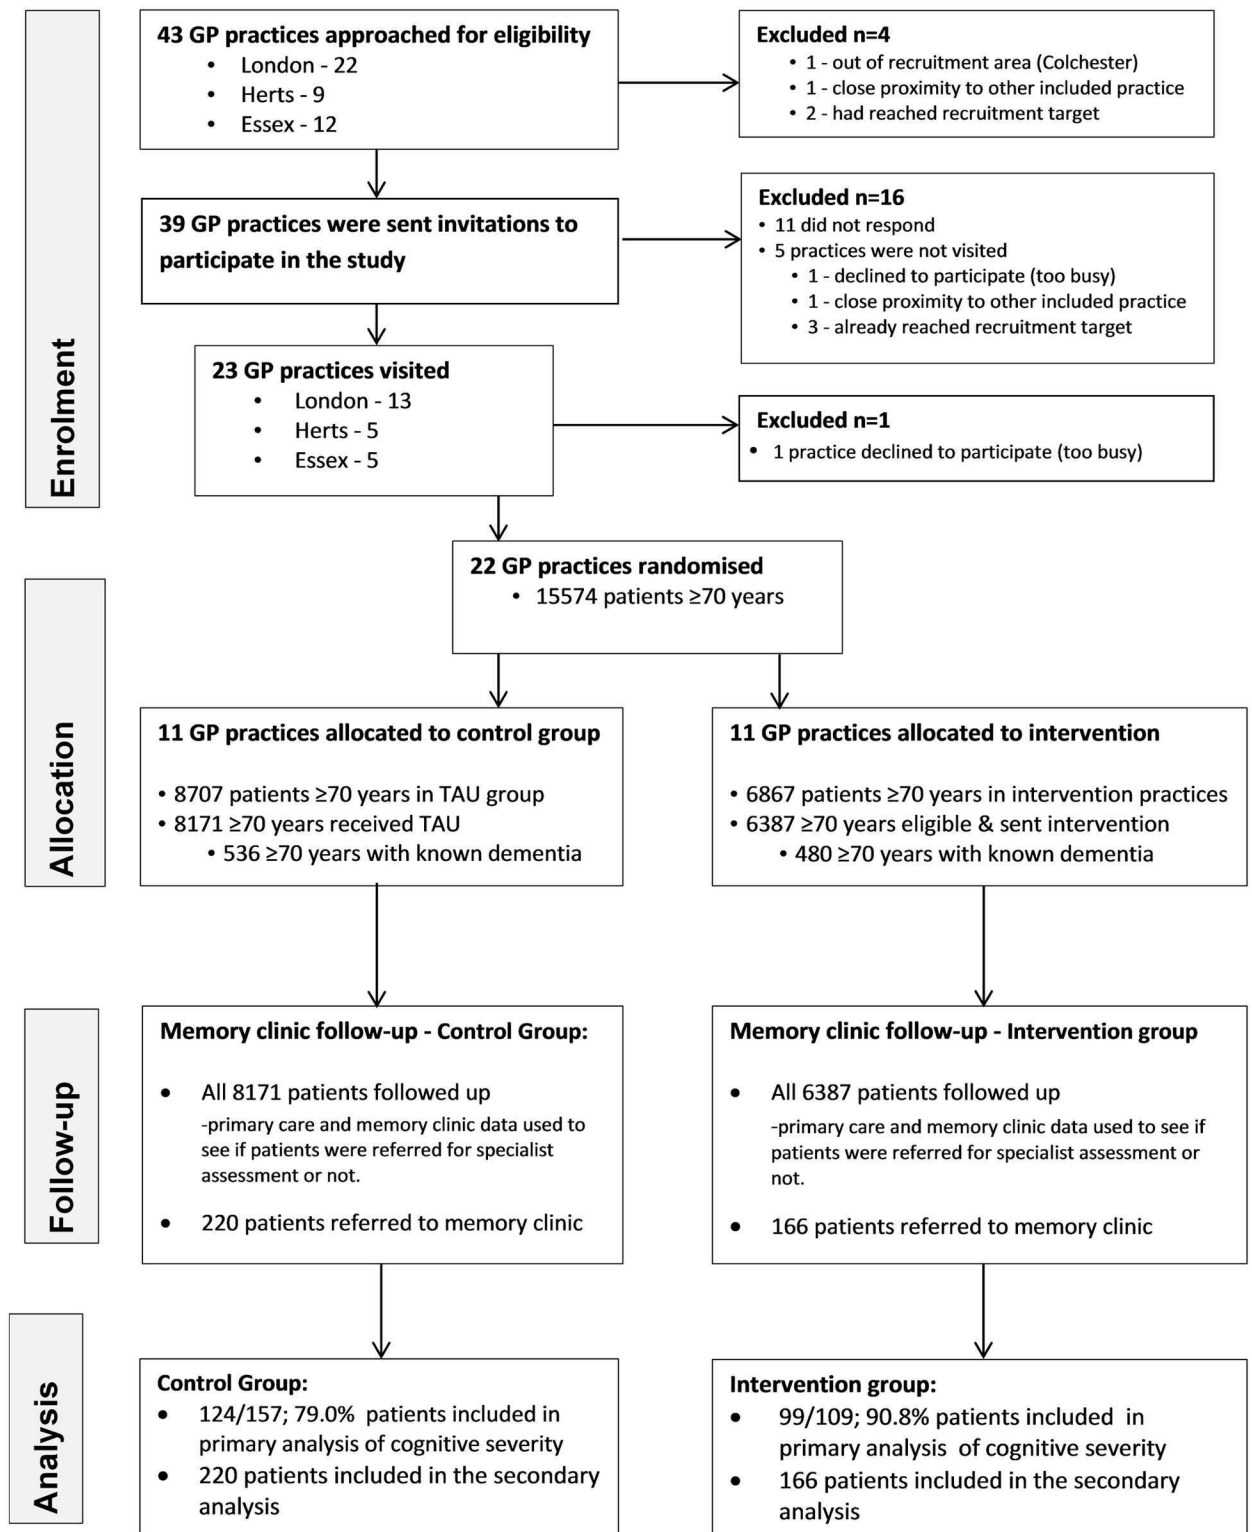 Enrolment
43 GP practices approached for eligibility
• London - 22
• Herts - 9
• Essex - 12
Excluded n=4
• 1 - out of recruitment area (Colchester)
• 1 - close proximity to other included practice
• 2 - had reached recruitment target
39 GP practices were sent invitations to
participate in the study
Excluded n=16
• 11 did not respond
• 5 practices were not visited
• 1 - declined to participate (too busy)
• 1 - close proximity to other included practice
• 3 - already reached recruitment target
23 GP practices visited
• London - 13
• Herts - 5
• Essex - 5
Excluded n=1
• 1 practice declined to participate (too busy)
22 GP practices randomised
• 15574 patients ≥70 years
Allocation
11 GP practices allocated to control group
• 8707 patients ≥70 years in TAU group
• 8171 ≥70 years received TAU
• 536 ≥70 years with known dementia
11 GP practices allocated to intervention
• 6867 patients ≥70 years in intervention practices
• 6387 ≥70 years eligible & sent intervention
• 480 ≥70 years with known dementia
Follow-up
Memory clinic follow-up - Control Group:
• All 8171 patients followed up
-primary care and memory clinic data used to
see if patients were referred for specialist
assessment or not.
• 220 patients referred to memory clinic
Memory clinic follow-up - Intervention group
• All 6387 patients followed up
-primary care and memory clinic data used to see if
patients were referred for specialist assessment or
not.
• 166 patients referred to memory clinic
Analysis
Control Group:
• 124/157; 79.0% patients included in
primary analysis of cognitive severity
• 220 patients included in the secondary
analysis
Intervention group:
• 99/109; 90.8% patients included in
primary analysis of cognitive severity
• 166 patients included in the secondary
analysis